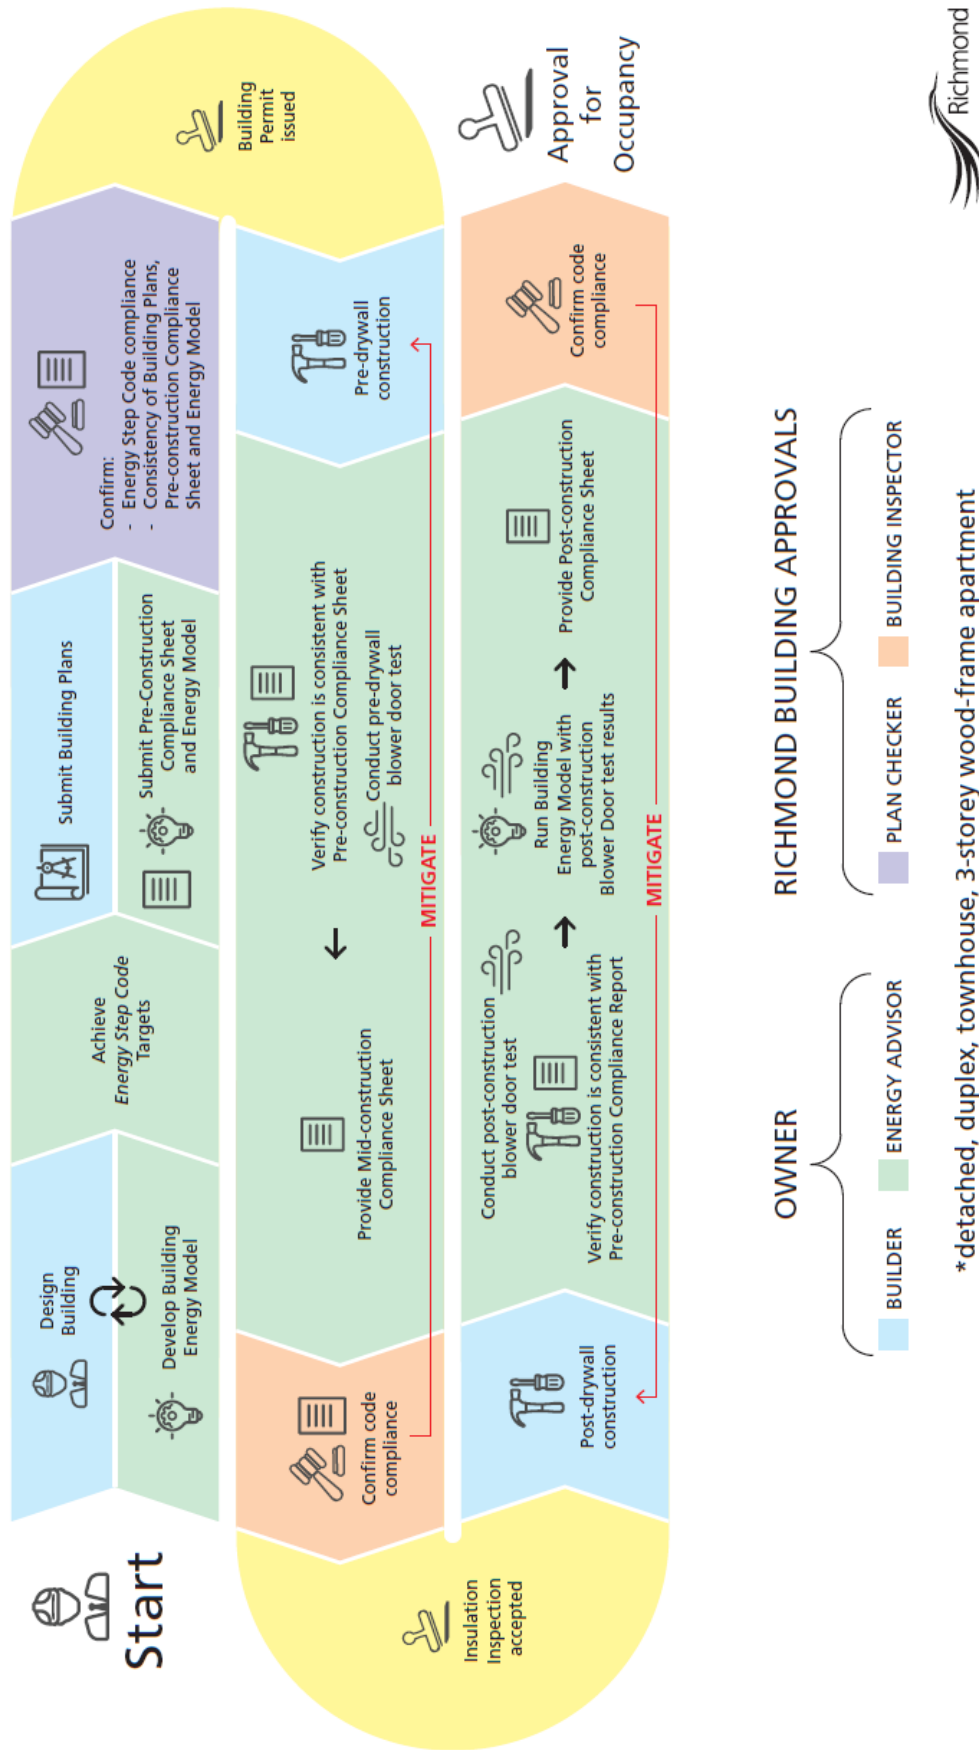 Start
Design
Building
Develop Building
Energy Model
Achieve
Energy Step Code
Targets
Submit Building Plans
Submit Pre-Construction
Compliance Sheet
and Energy Model
Confirm:
- Energy Step Code compliance
- Consistency of Building Plans,
Pre-construction Compliance
Sheet and Energy Model
Building
Permit
issued
Pre-drywall
construction
Verify construction is consistent with
Pre-construction Compliance Sheet
Conduct pre-drywall
blower door test
Provide Mid-construction
Compliance Sheet
Confirm code
compliance
MITIGATE
Insulation
Inspection
accepted
Post-drywall
construction
Conduct post-construction
blower door test
Verify construction is consistent with
Pre-construction Compliance Report
Run Building
Energy Model with
post-construction
Blower Door test results
Provide Post-construction
Compliance Sheet
Confirm code
compliance
MITIGATE
Approval
for
Occupancy
OWNER
BUILDER
ENERGY ADVISOR
RICHMOND BUILDING APPROVALS
PLAN CHECKER
BUILDING INSPECTOR
*detached, duplex, townhouse, 3-storey wood-frame apartment
Richmond